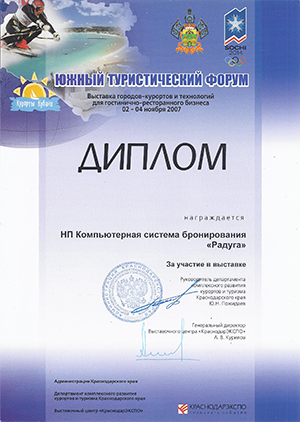 SOCHI
2014
Курорты Кубани
ЮЖНЫЙ ТУРИСТИЧЕСКИЙ ФОРУМ
Выставка городов-курортов и технологий
для гостинично-ресторанного бизнеса
02 – 04 ноября 2007
ДИПЛОМ
награждается
НП Компьютерная система бронирования
«Радуга»
За участие в выставке
Руководитель департамента
комплексного развития
курортов и туризма
Краснодарского края
Генеральный директор
Выставочного центра «КраснодарЭКСПО»
Администрация Краснодарского края
Департамент комплексного развития
курортов и туризма Краснодарского края
Выставочный центр «КраснодарЭКСПО»
КРАСНОДАРЭКСПО